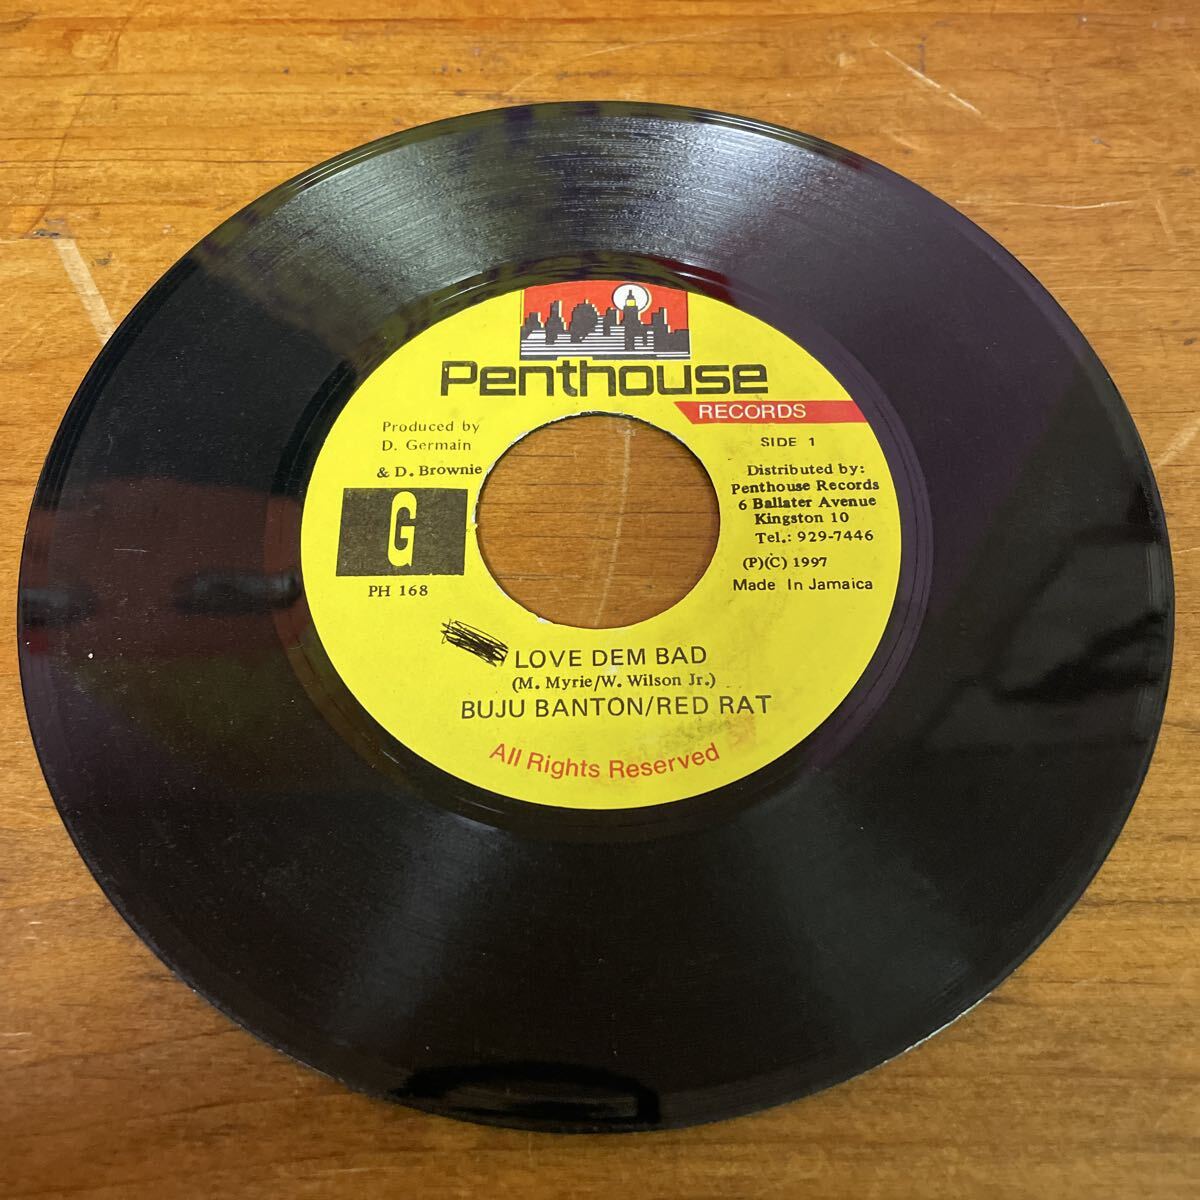 Penthouse
RECORDS
SIDE 1
Produced by
D. Germain
& D. Brownie
G
PH 168
Distributed by:
Penthouse Records
6 Ballater Avenue
Kingston 10
Tel.: 929-7446
(P)(C) 1997
Made In Jamaica
LOVE DEM BAD
(M. Myrie/W. Wilson Jr.)
BUJU BANTON/RED RAT
All Rights Reserved